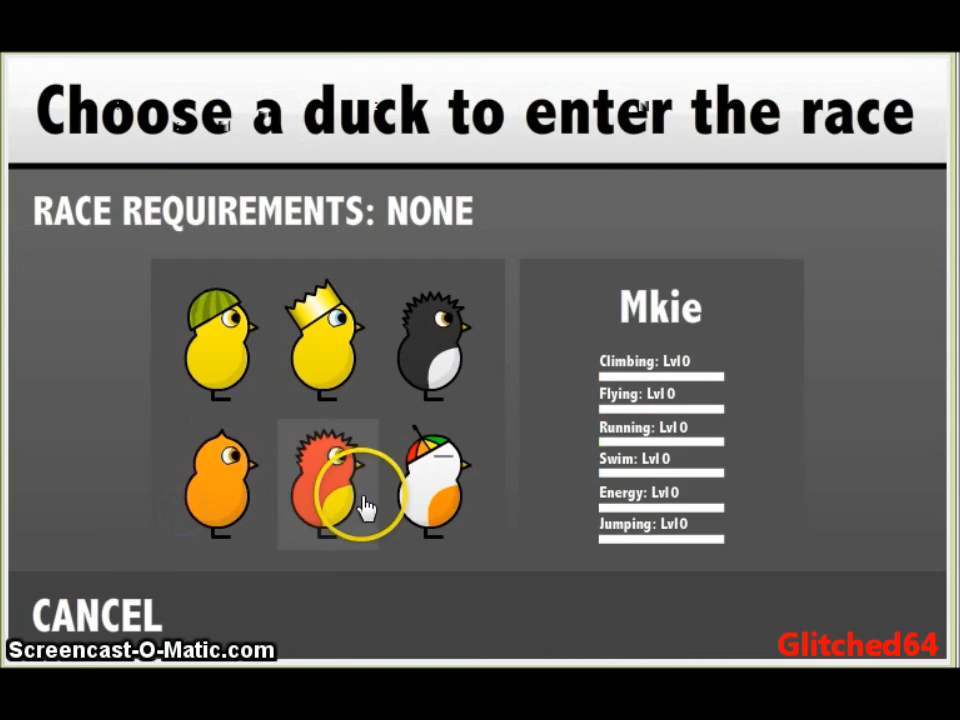 Choose a duck to enter the race
RACE REQUIREMENTS: NONE
Mkie
Climbing: Lvl 0
Flying: Lvl 0
Running: Lvl 0
Swim: Lvl 0
Energy: Lvl 0
Jumping: Lvl 0
CANCEL
Screencast-O-Matic.com
Glitched64